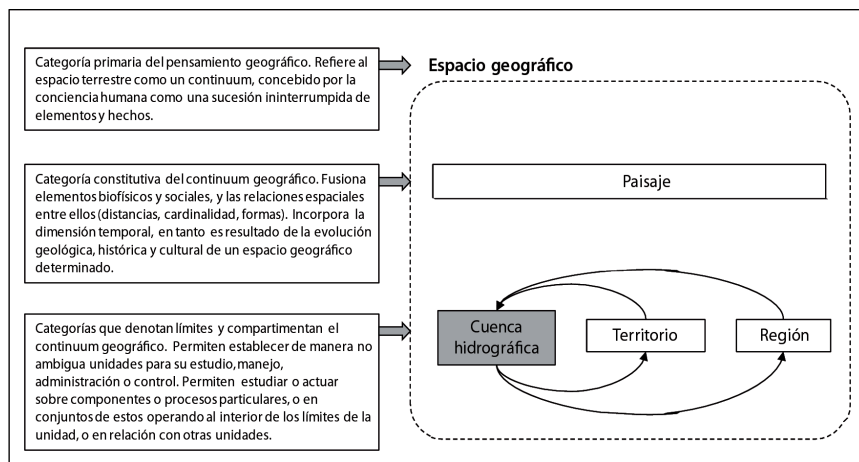 Categoría primaria del pensamiento geográfico. Refiere al
espacio terrestre como un continuum, concebido por la
conciencia humana como una sucesión ininterrumpida de
elementos y hechos.
Espacio geográfico
Categoría constitutiva del continuum geográfico. Fusiona
elementos biofísicos y sociales, y las relaciones espaciales
entre ellos (distancias, cardinalidad, formas). Incorpora la
dimensión temporal, en tanto es resultado de la evolución
geológica, histórica y cultural de un espacio geográfico
determinado.
Paisaje
Categorías que denotan límites y compartimentan el
continuum geográfico. Permiten establecer de manera no
ambigua unidades para su estudio, manejo,
administración o control. Permiten estudiar o actuar
sobre componentes o procesos particulares, o en
conjuntos de estos operando al interior de los límites de la
unidad, o en relación con otras unidades.
Cuenca
hidrográfica
Territorio
Región